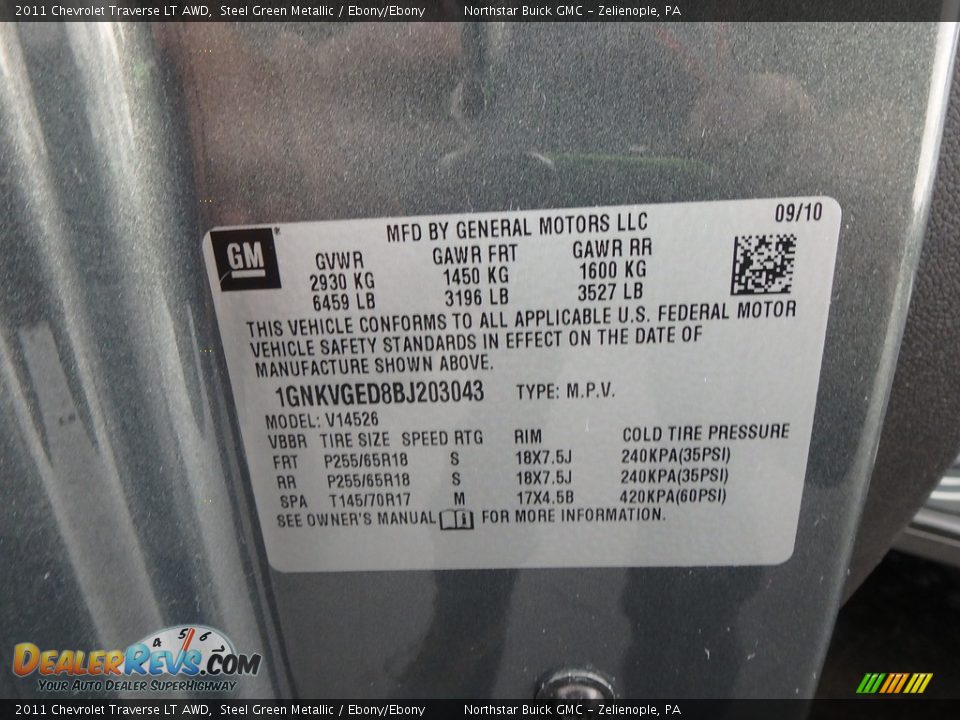 2011 Chevrolet Traverse LT AWD, Steel Green Metallic / Ebony/Ebony Northstar Buick GMC - Zelienople, PA
09/10
MFD BY GENERAL MOTORS LLC
GM
GVWR GAWR FRT GAWR RR
2930 KG 1450 KG 1600 KG
6459 LB 3196 LB 3527 LB
THIS VEHICLE CONFORMS TO ALL APPLICABLE U.S. FEDERAL MOTOR
VEHICLE SAFETY STANDARDS IN EFFECT ON THE DATE OF
MANUFACTURE SHOWN ABOVE.
1GNKVGED8BJ203043 TYPE: M.P.V.
MODEL: V14526
VBBR TIRE SIZE SPEED RTG RIM COLD TIRE PRESSURE
FRT P255/65R18 S 18X7.5J 240KPA(35PSI)
RR P255/65R18 S 18X7.5J 240KPA(35PSI)
SPA T145/70R17 M 17X4.5B 420KPA(60PSI)
SEE OWNER'S MANUAL FOR MORE INFORMATION.
4 5 6
DEALERREVS.COM
YOUR AUTO DEALER SUPERHIGHWAY
2011 Chevrolet Traverse LT AWD, Steel Green Metallic / Ebony/Ebony Northstar Buick GMC - Zelienople, PA